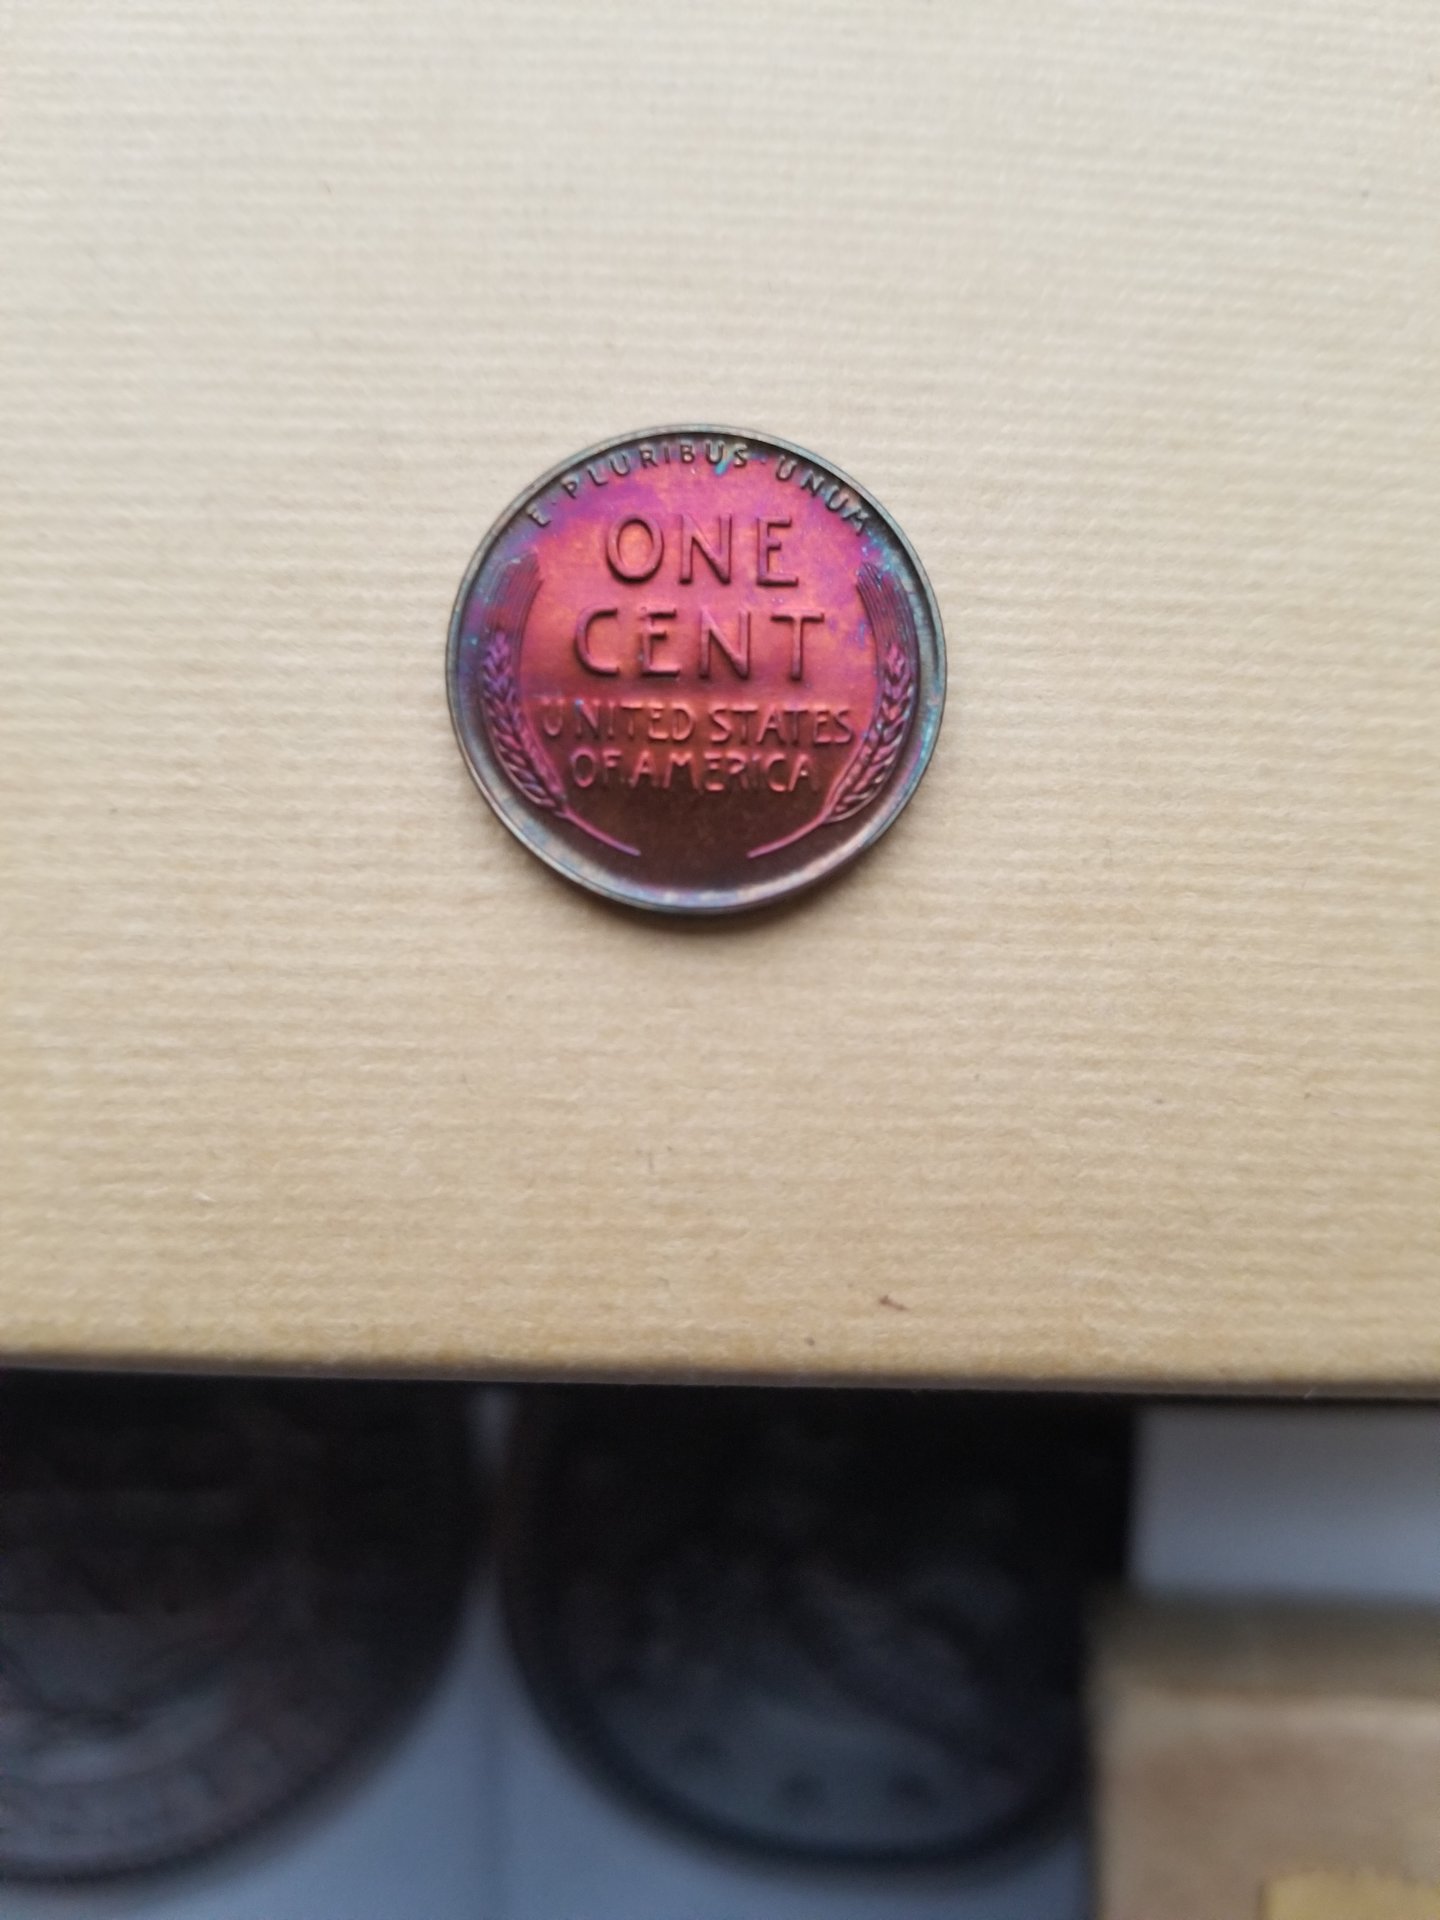 E·PLURIBUS·UNUM
ONE
CENT
UNITED STATES
OF AMERICA